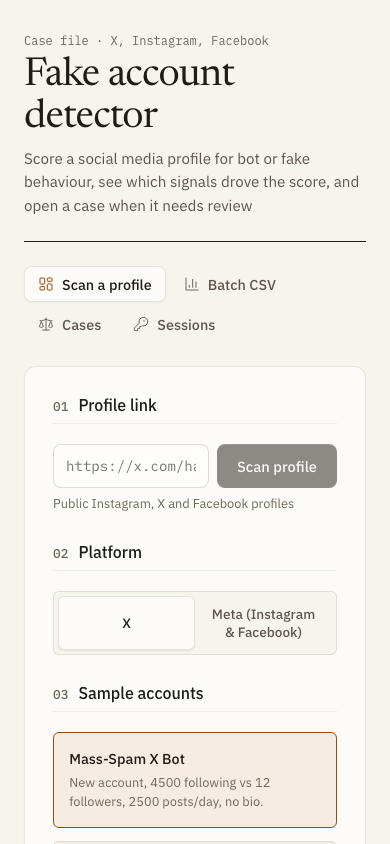 Case file · X, Instagram, Facebook
Fake account
detector
Score a social media profile for bot or fake
behaviour, see which signals drove the score, and
open a case when it needs review
Scan a profile
Batch CSV
Cases
Sessions
01 Profile link
https://x.com/ha
Scan profile
Public Instagram, X and Facebook profiles
02 Platform
X
Meta (Instagram
& Facebook)
03 Sample accounts
Mass-Spam X Bot
New account, 4500 following vs 12
followers, 2500 posts/day, no bio.